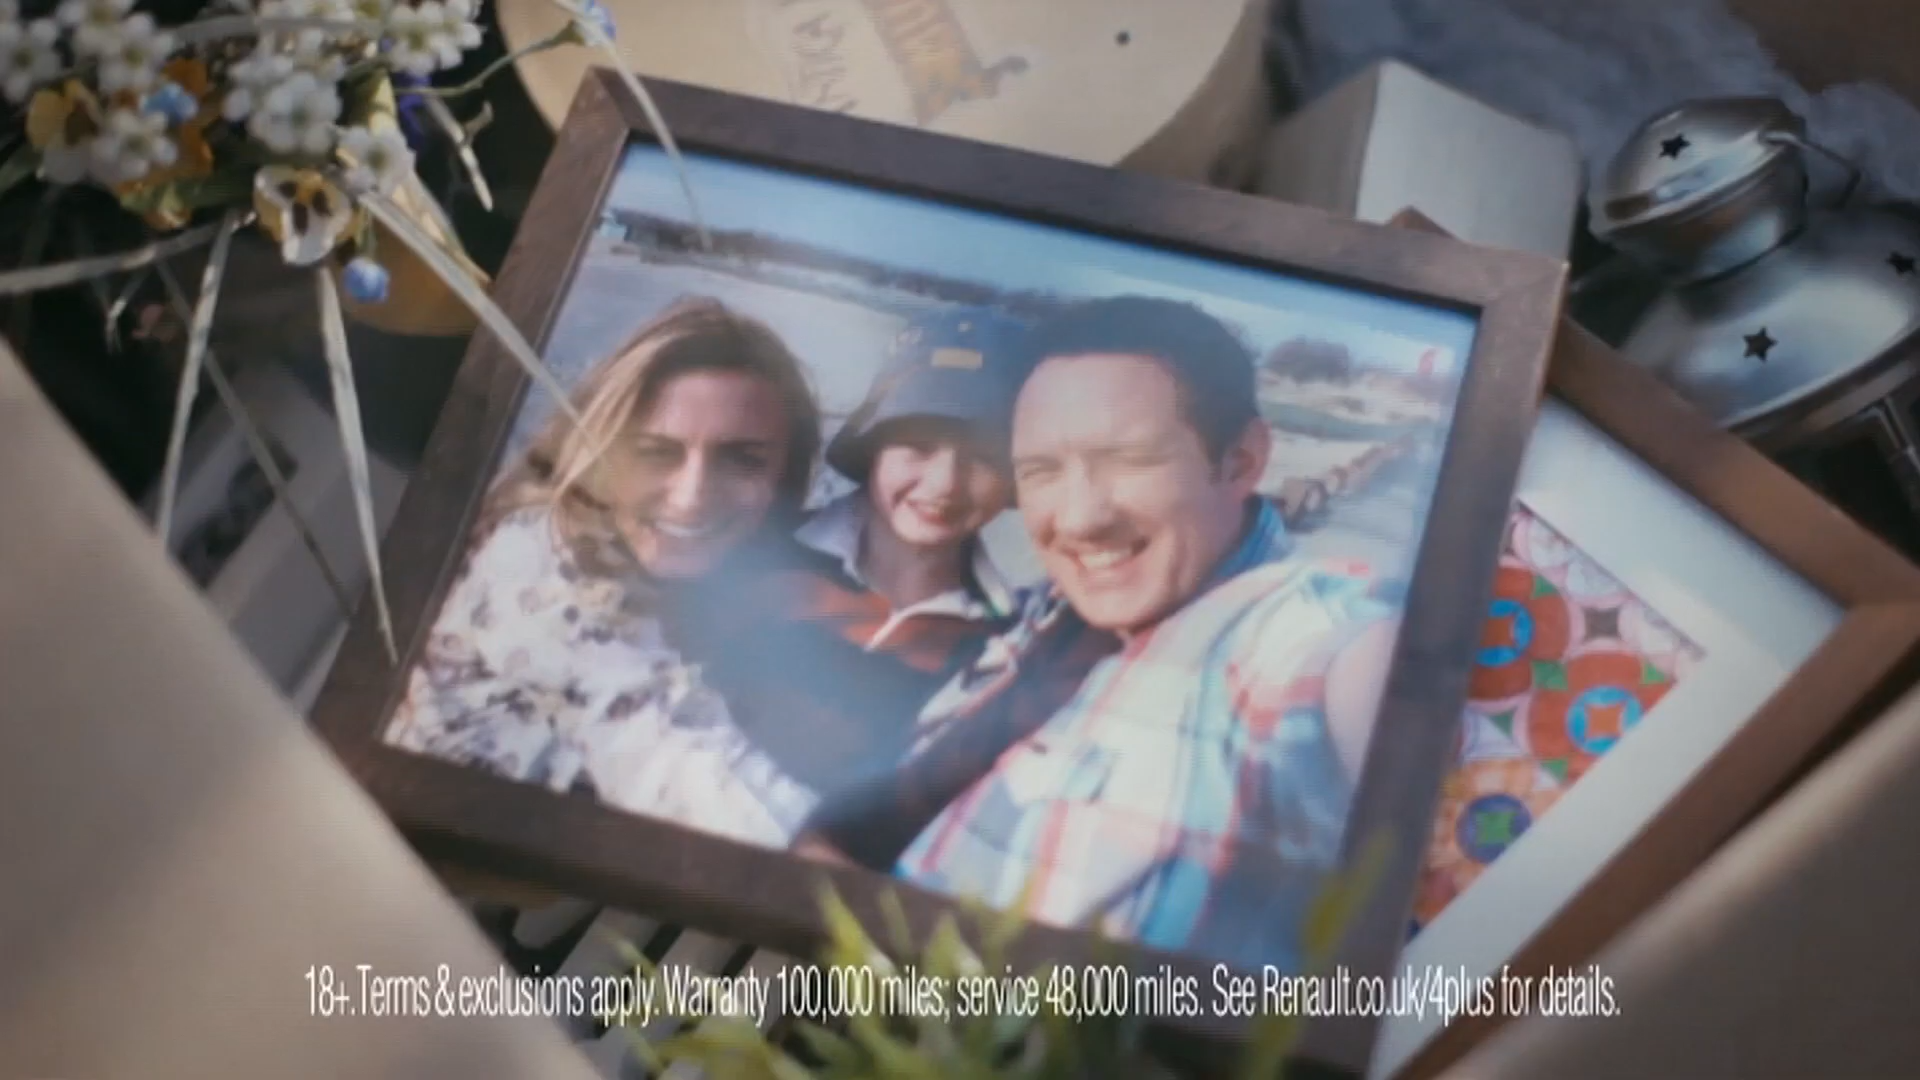 18+. Terms & exclusions apply. Warranty 100,000 miles; service 48,000 miles. See Renault.co.uk/4plus for details.